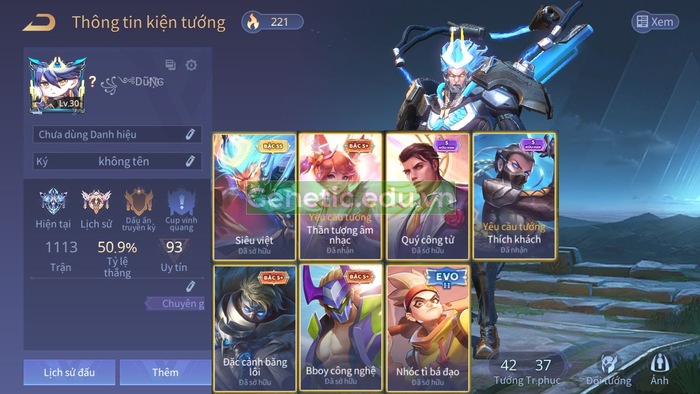 Thông tin kiện tướng
221
Xem
Lv.30
? DũNG
Chưa dùng Danh hiệu
Ký không tên
Hiện tại
Lịch sử
Dấu ấn truyền kỳ
Cup vinh quang
1113
Trận
50.9%
Tỷ lệ thắng
93
Uy tín
Chuyên g
Lịch sử đấu
Thêm
BẬC SS
Siêu việt
Đã sở hữu
BẬC S+
Yêu cầu tướng
Thần tượng âm nhạc
Đã nhận
S
HỮU HẠN
Quý công tử
Đã sở hữu
S
HỮU HẠN
Yêu cầu tướng
Thích khách
Đã nhận
Genetic.edu.vn
BẬC S+
Đặc cảnh băng lôi
Đã sở hữu
BẬC S+
Bboy công nghệ
Đã sở hữu
EVO
Nhóc tì bá đạo
Đã sở hữu
42
Tướng
37
Tr.phục
Đổi tướng
Ảnh